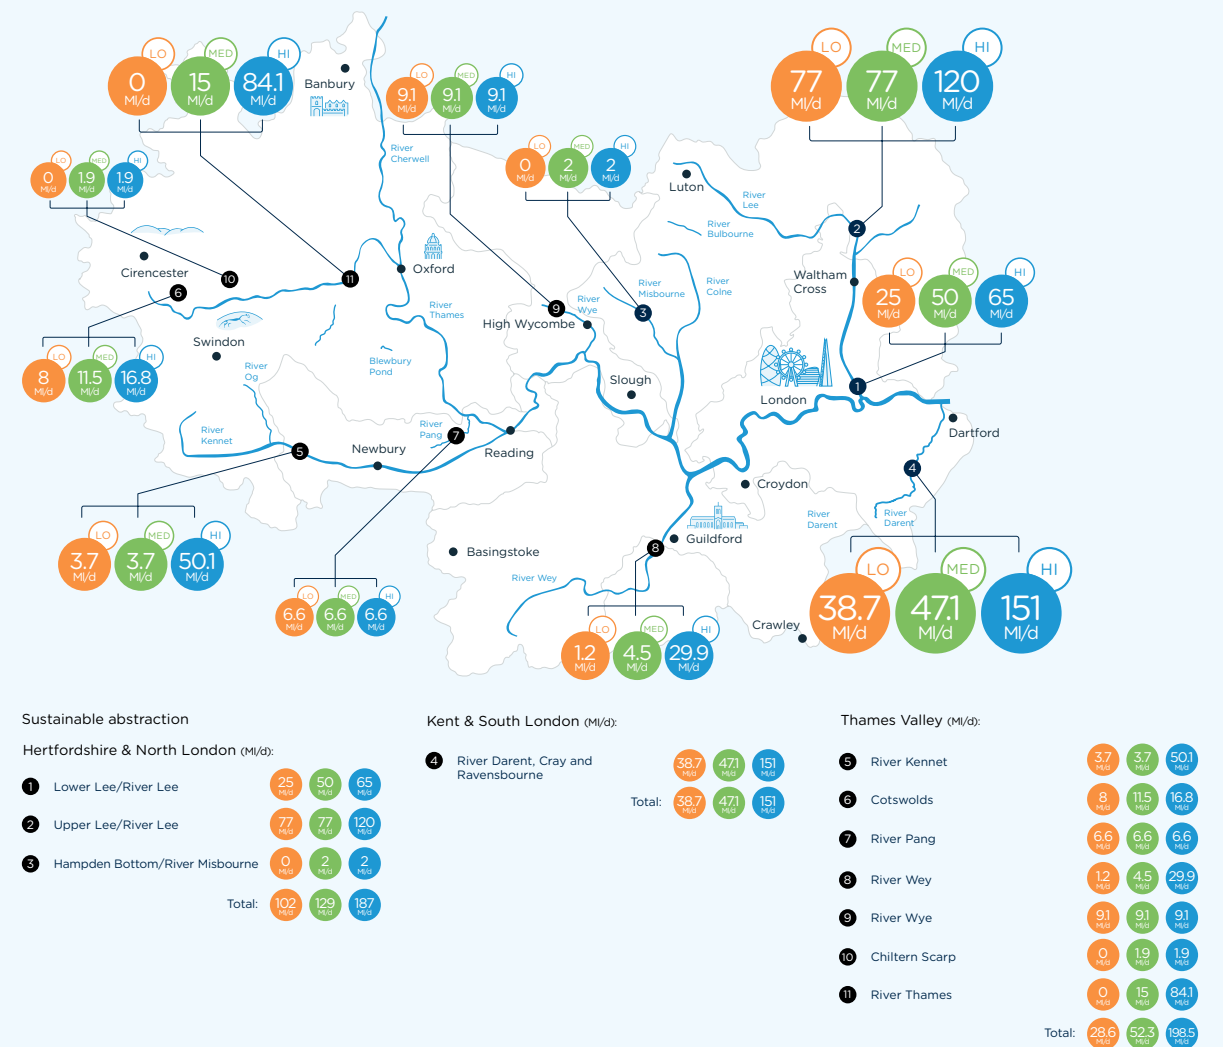 LO MED HI
0 Ml/d 15 Ml/d 84.1 Ml/d
Banbury
LO MED HI
9.1 Ml/d 9.1 Ml/d 9.1 Ml/d
LO MED HI
77 Ml/d 77 Ml/d 120 Ml/d
River
Cherwell
LO MED HI
0 Ml/d 2 Ml/d 2 Ml/d
LO MED HI
0 Ml/d 1.9 Ml/d 1.9 Ml/d
Luton
River
Lee
River
Bulbourne
2
Cirencester
10
11
6
Oxford
River
Thames
9
High Wycombe
River
Wye
River
Misbourne
3
River
Colne
Waltham
Cross
LO MED HI
25 Ml/d 50 Ml/d 65 Ml/d
Swindon
LO MED HI
8 Ml/d 11.5 Ml/d 16.8 Ml/d
River
Og
Blewbury
Pond
Slough
London
1
River
Kennet
5
Newbury
River
Pang
7
Reading
Dartford
4
Croydon
River
Darent
River
Darent
LO MED HI
3.7 Ml/d 3.7 Ml/d 50.1 Ml/d
Basingstoke
8
Guildford
River Wey
LO MED HI
6.6 Ml/d 6.6 Ml/d 6.6 Ml/d
LO MED HI
1.2 Ml/d 4.5 Ml/d 29.9 Ml/d
Crawley
LO MED HI
38.7 Ml/d 47.1 Ml/d 151 Ml/d
Sustainable abstraction
Hertfordshire & North London (Ml/d):
1 Lower Lee/River Lee 25 Ml/d 50 Ml/d 65 Ml/d
2 Upper Lee/River Lee 77 Ml/d 77 Ml/d 120 Ml/d
3 Hampden Bottom/River Misbourne 0 Ml/d 2 Ml/d 2 Ml/d
Total: 102 Ml/d 129 Ml/d 187 Ml/d
Kent & South London (Ml/d):
4 River Darent, Cray and
Ravensbourne
38.7 Ml/d 47.1 Ml/d 151 Ml/d
Total: 38.7 Ml/d 47.1 Ml/d 151 Ml/d
Thames Valley (Ml/d):
5 River Kennet 3.7 Ml/d 3.7 Ml/d 50.1 Ml/d
6 Cotswolds 8 Ml/d 11.5 Ml/d 16.8 Ml/d
7 River Pang 6.6 Ml/d 6.6 Ml/d 6.6 Ml/d
8 River Wey 1.2 Ml/d 4.5 Ml/d 29.9 Ml/d
9 River Wye 9.1 Ml/d 9.1 Ml/d 9.1 Ml/d
10 Chiltern Scarp 0 Ml/d 1.9 Ml/d 1.9 Ml/d
11 River Thames 0 Ml/d 15 Ml/d 84.1 Ml/d
Total: 28.6 Ml/d 52.3 Ml/d 198.5 Ml/d